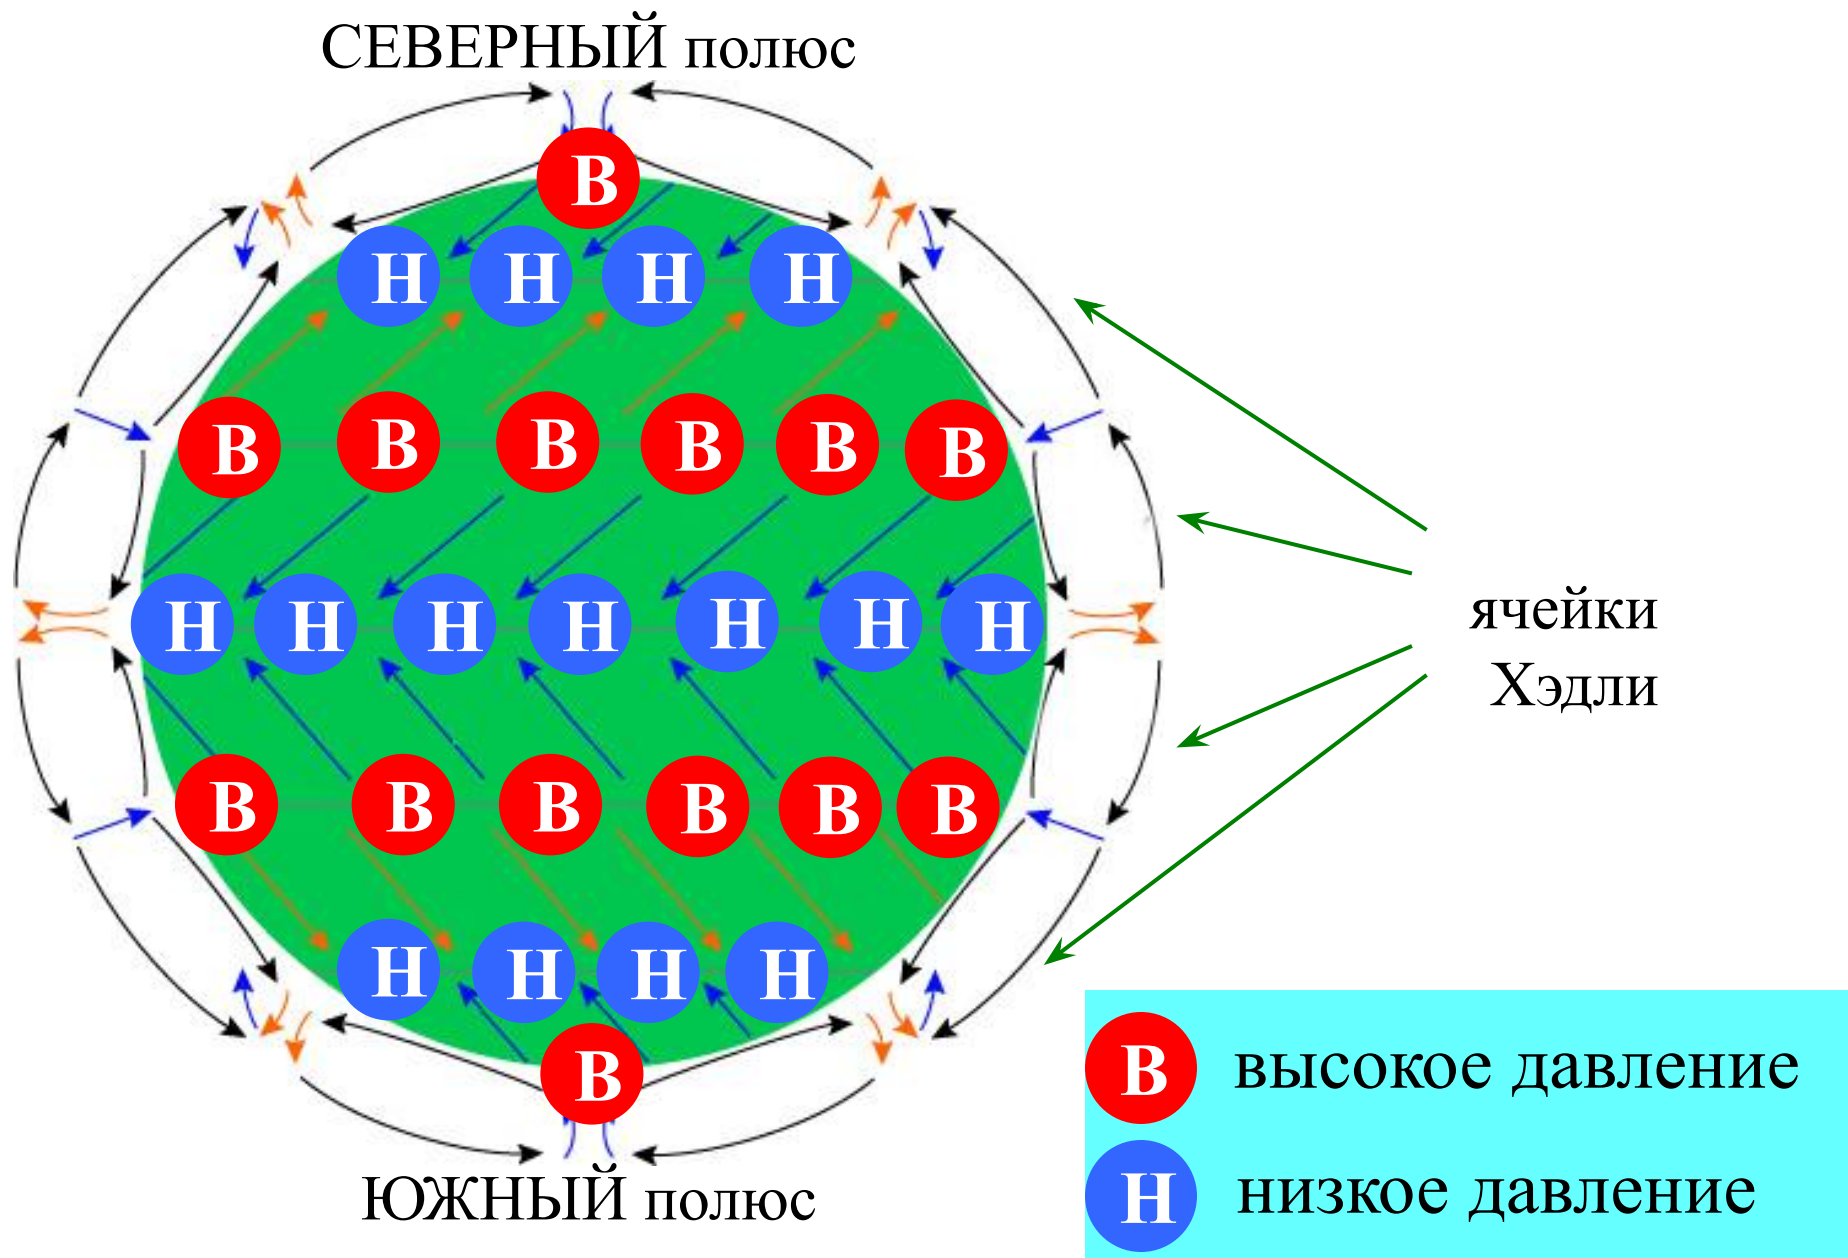 СЕВЕРНЫЙ полюс
В
Н Н Н Н
В В В В В В
Н Н Н Н Н Н Н
В В В В В В
Н Н Н Н
В
ЮЖНЫЙ полюс
ячейки
Хэдли
В высокое давление
Н низкое давление